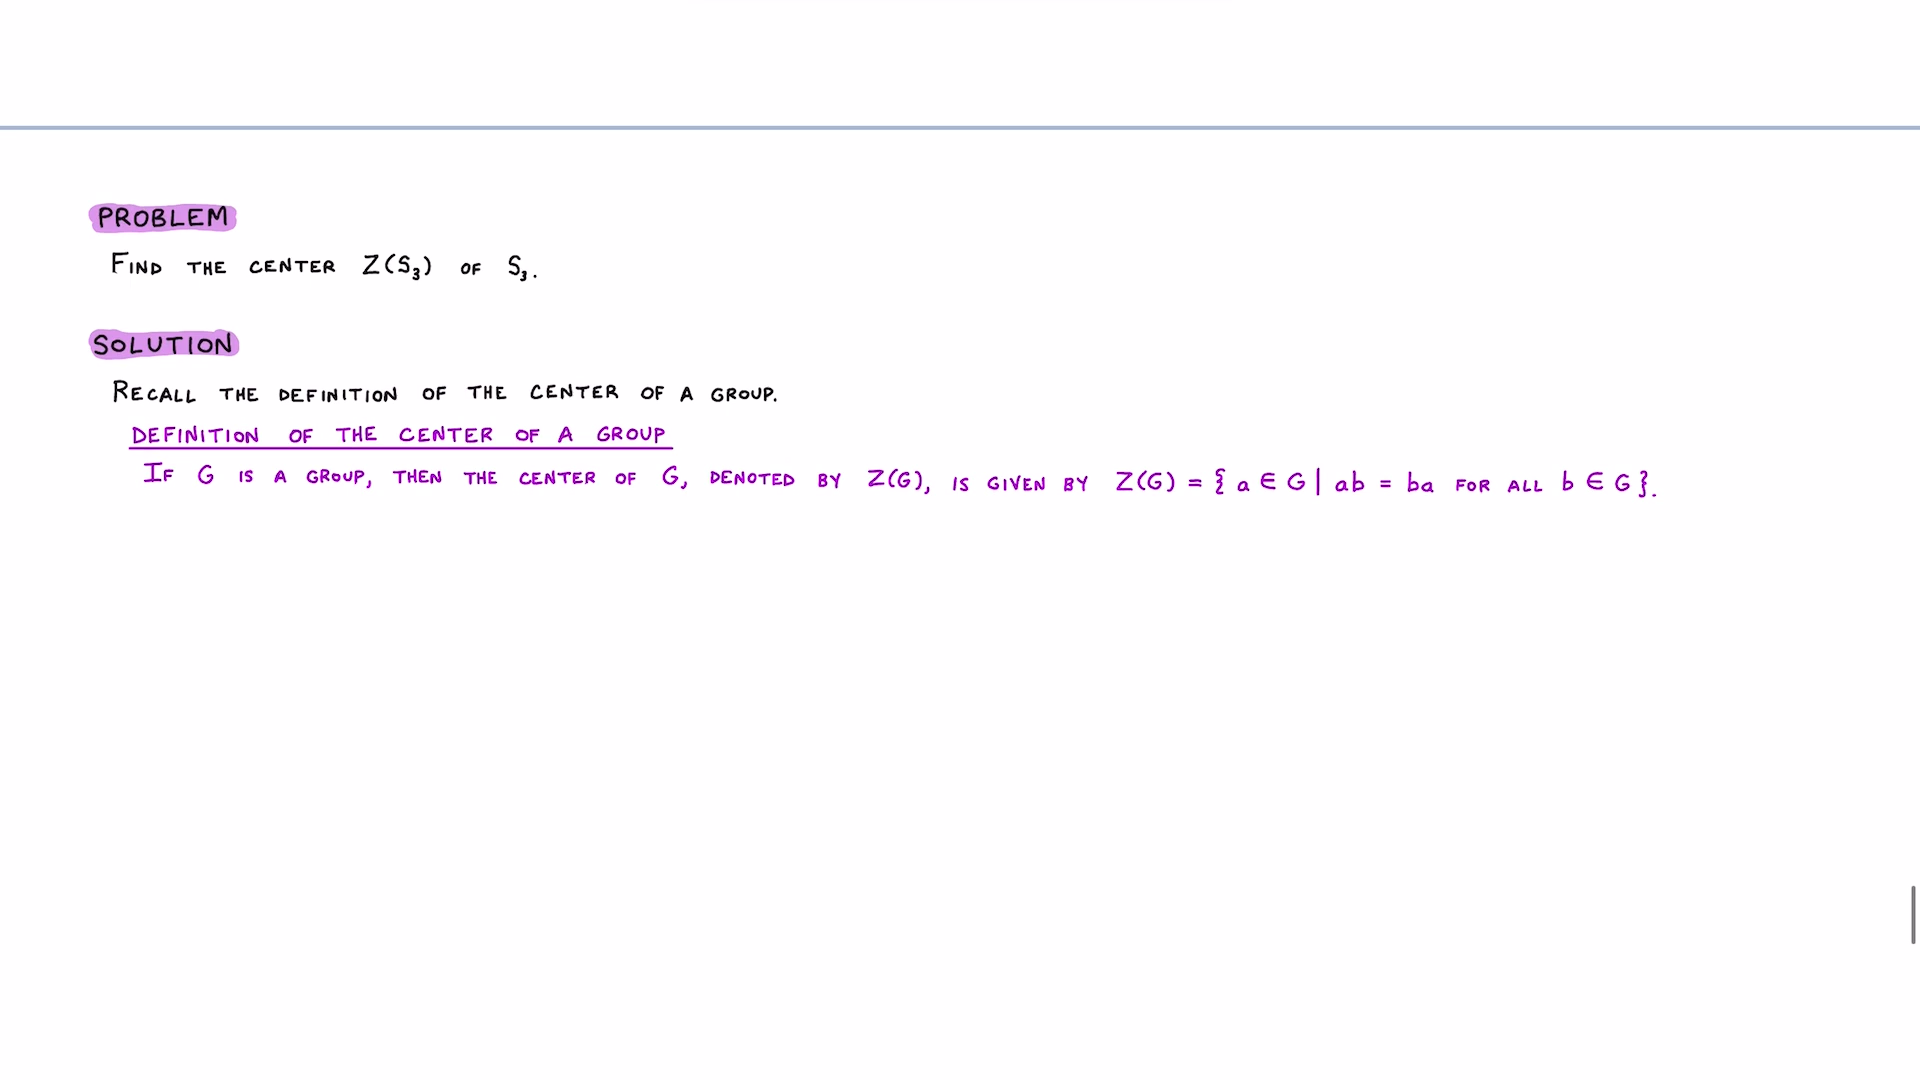 PROBLEM
FIND THE CENTER Z(S₃) OF S₃.
SOLUTION
RECALL THE DEFINITION OF THE CENTER OF A GROUP.
DEFINITION OF THE CENTER OF A GROUP
IF G IS A GROUP, THEN THE CENTER OF G, DENOTED BY Z(G), IS GIVEN BY Z(G) = { a ∈ G | ab = ba FOR ALL b ∈ G }.